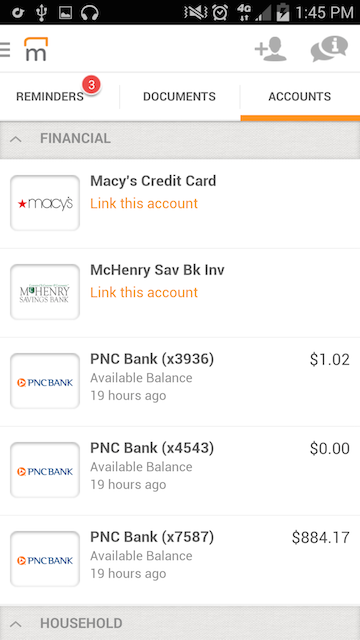 4G
1:45 PM
m
REMINDERS
3
DOCUMENTS
ACCOUNTS
FINANCIAL
macy's
Macy's Credit Card
Link this account
McHENRY
SAVINGS BANK
McHenry Sav Bk Inv
Link this account
PNCBANK
PNC Bank (x3936)
$1.02
Available Balance
19 hours ago
PNCBANK
PNC Bank (x4543)
$0.00
Available Balance
19 hours ago
PNCBANK
PNC Bank (x7587)
$884.17
Available Balance
19 hours ago
HOUSEHOLD